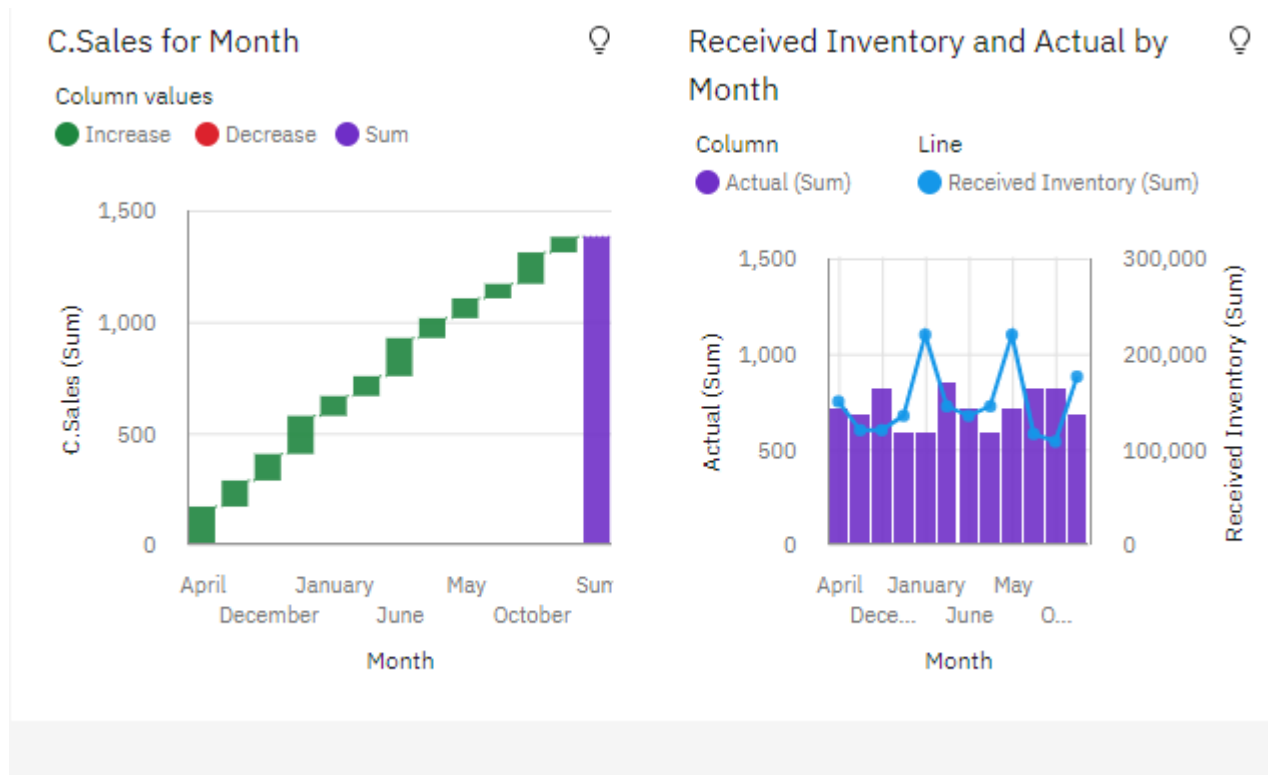 C.Sales for Month
Column values
Increase Decrease Sum
1,500
1,000
500
0
C.Sales (Sum)
April January May Sum
December June October
Month
Received Inventory and Actual by
Month
Column Line
Actual (Sum) Received Inventory (Sum)
1,500 300,000
1,000 200,000
500 100,000
0 0
Actual (Sum)
Received Inventory (Sum)
April January May
Dece... June O...
Month